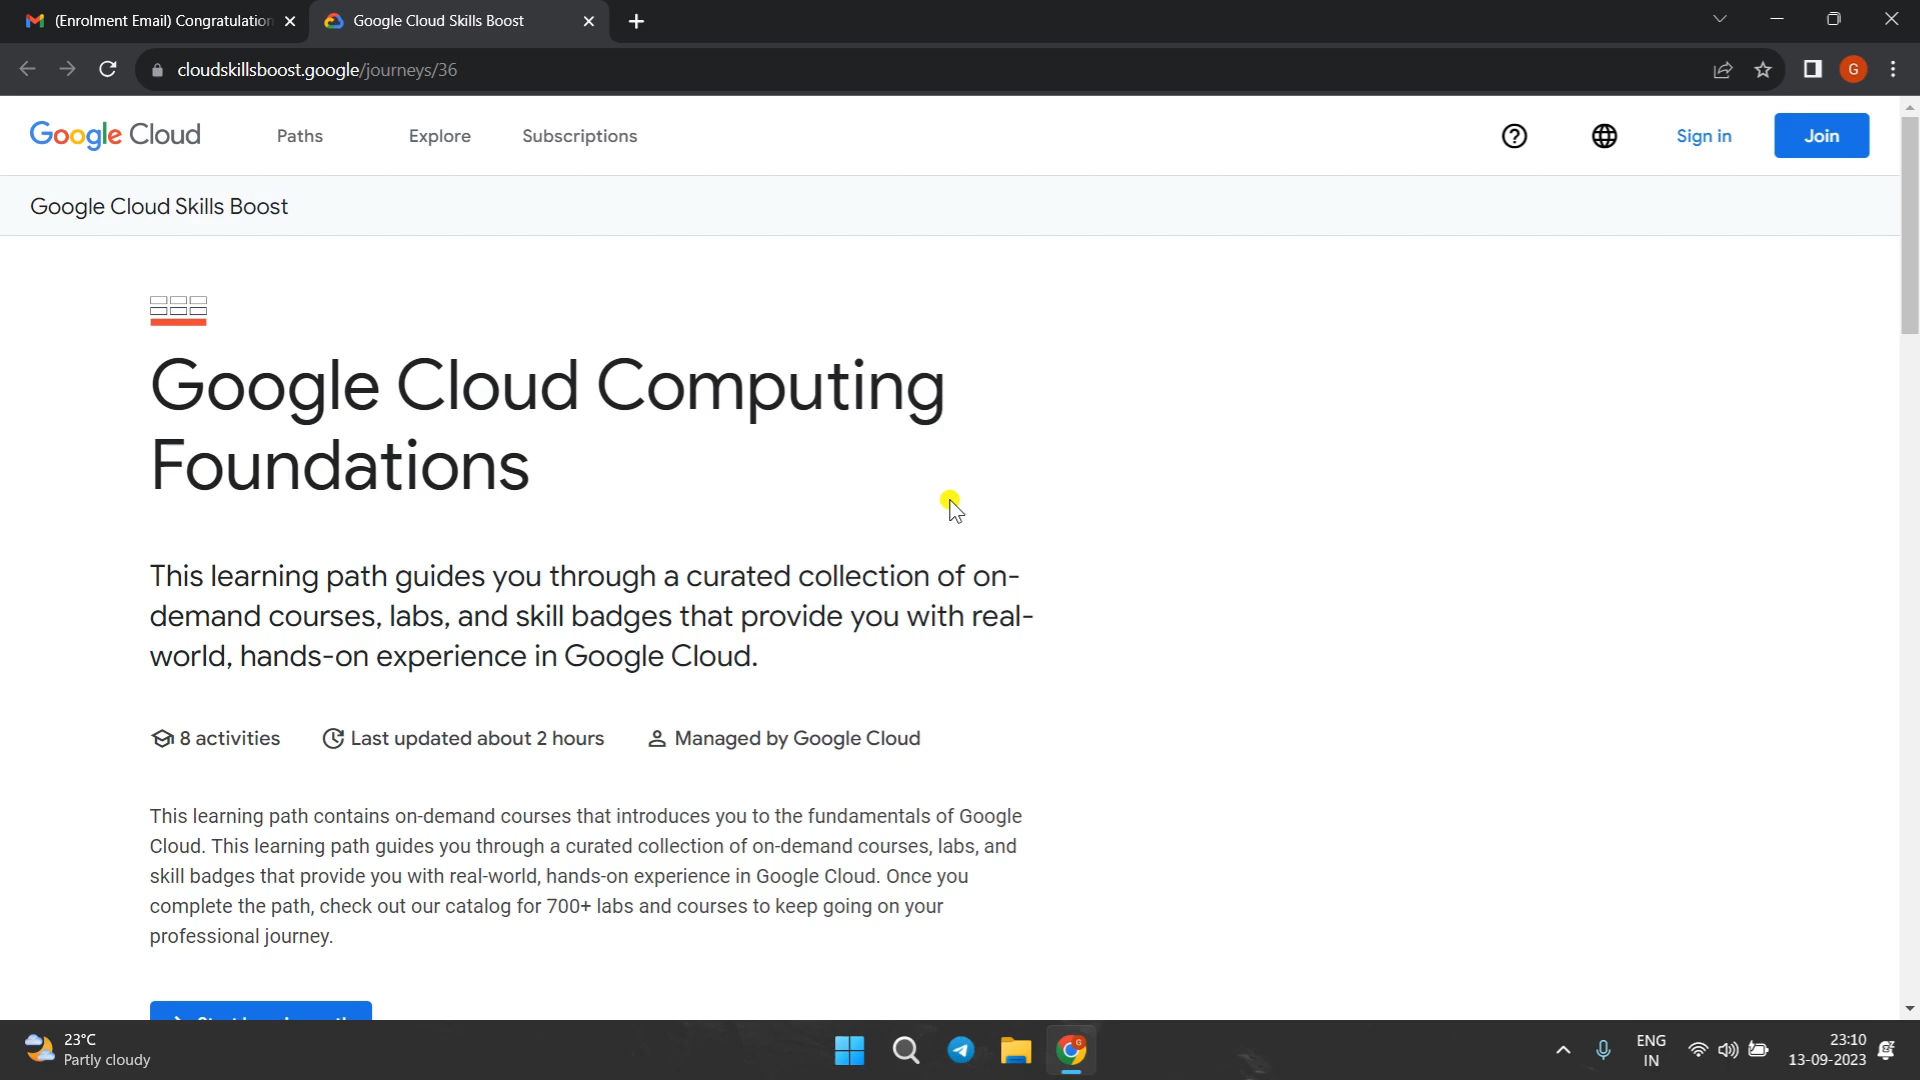 (Enrolment Email) Congratulation
Google Cloud Skills Boost
cloudskillsboost.google/journeys/36
G
Google Cloud
Paths
Explore
Subscriptions
Sign in
Join
Google Cloud Skills Boost
Google Cloud Computing
Foundations
This learning path guides you through a curated collection of on-
demand courses, labs, and skill badges that provide you with real-
world, hands-on experience in Google Cloud.
8 activities
Last updated about 2 hours
Managed by Google Cloud
This learning path contains on-demand courses that introduces you to the fundamentals of Google
Cloud. This learning path guides you through a curated collection of on-demand courses, labs, and
skill badges that provide you with real-world, hands-on experience in Google Cloud. Once you
complete the path, check out our catalog for 700+ labs and courses to keep going on your
professional journey.
23°C
Partly cloudy
ENG
IN
23:10
13-09-2023